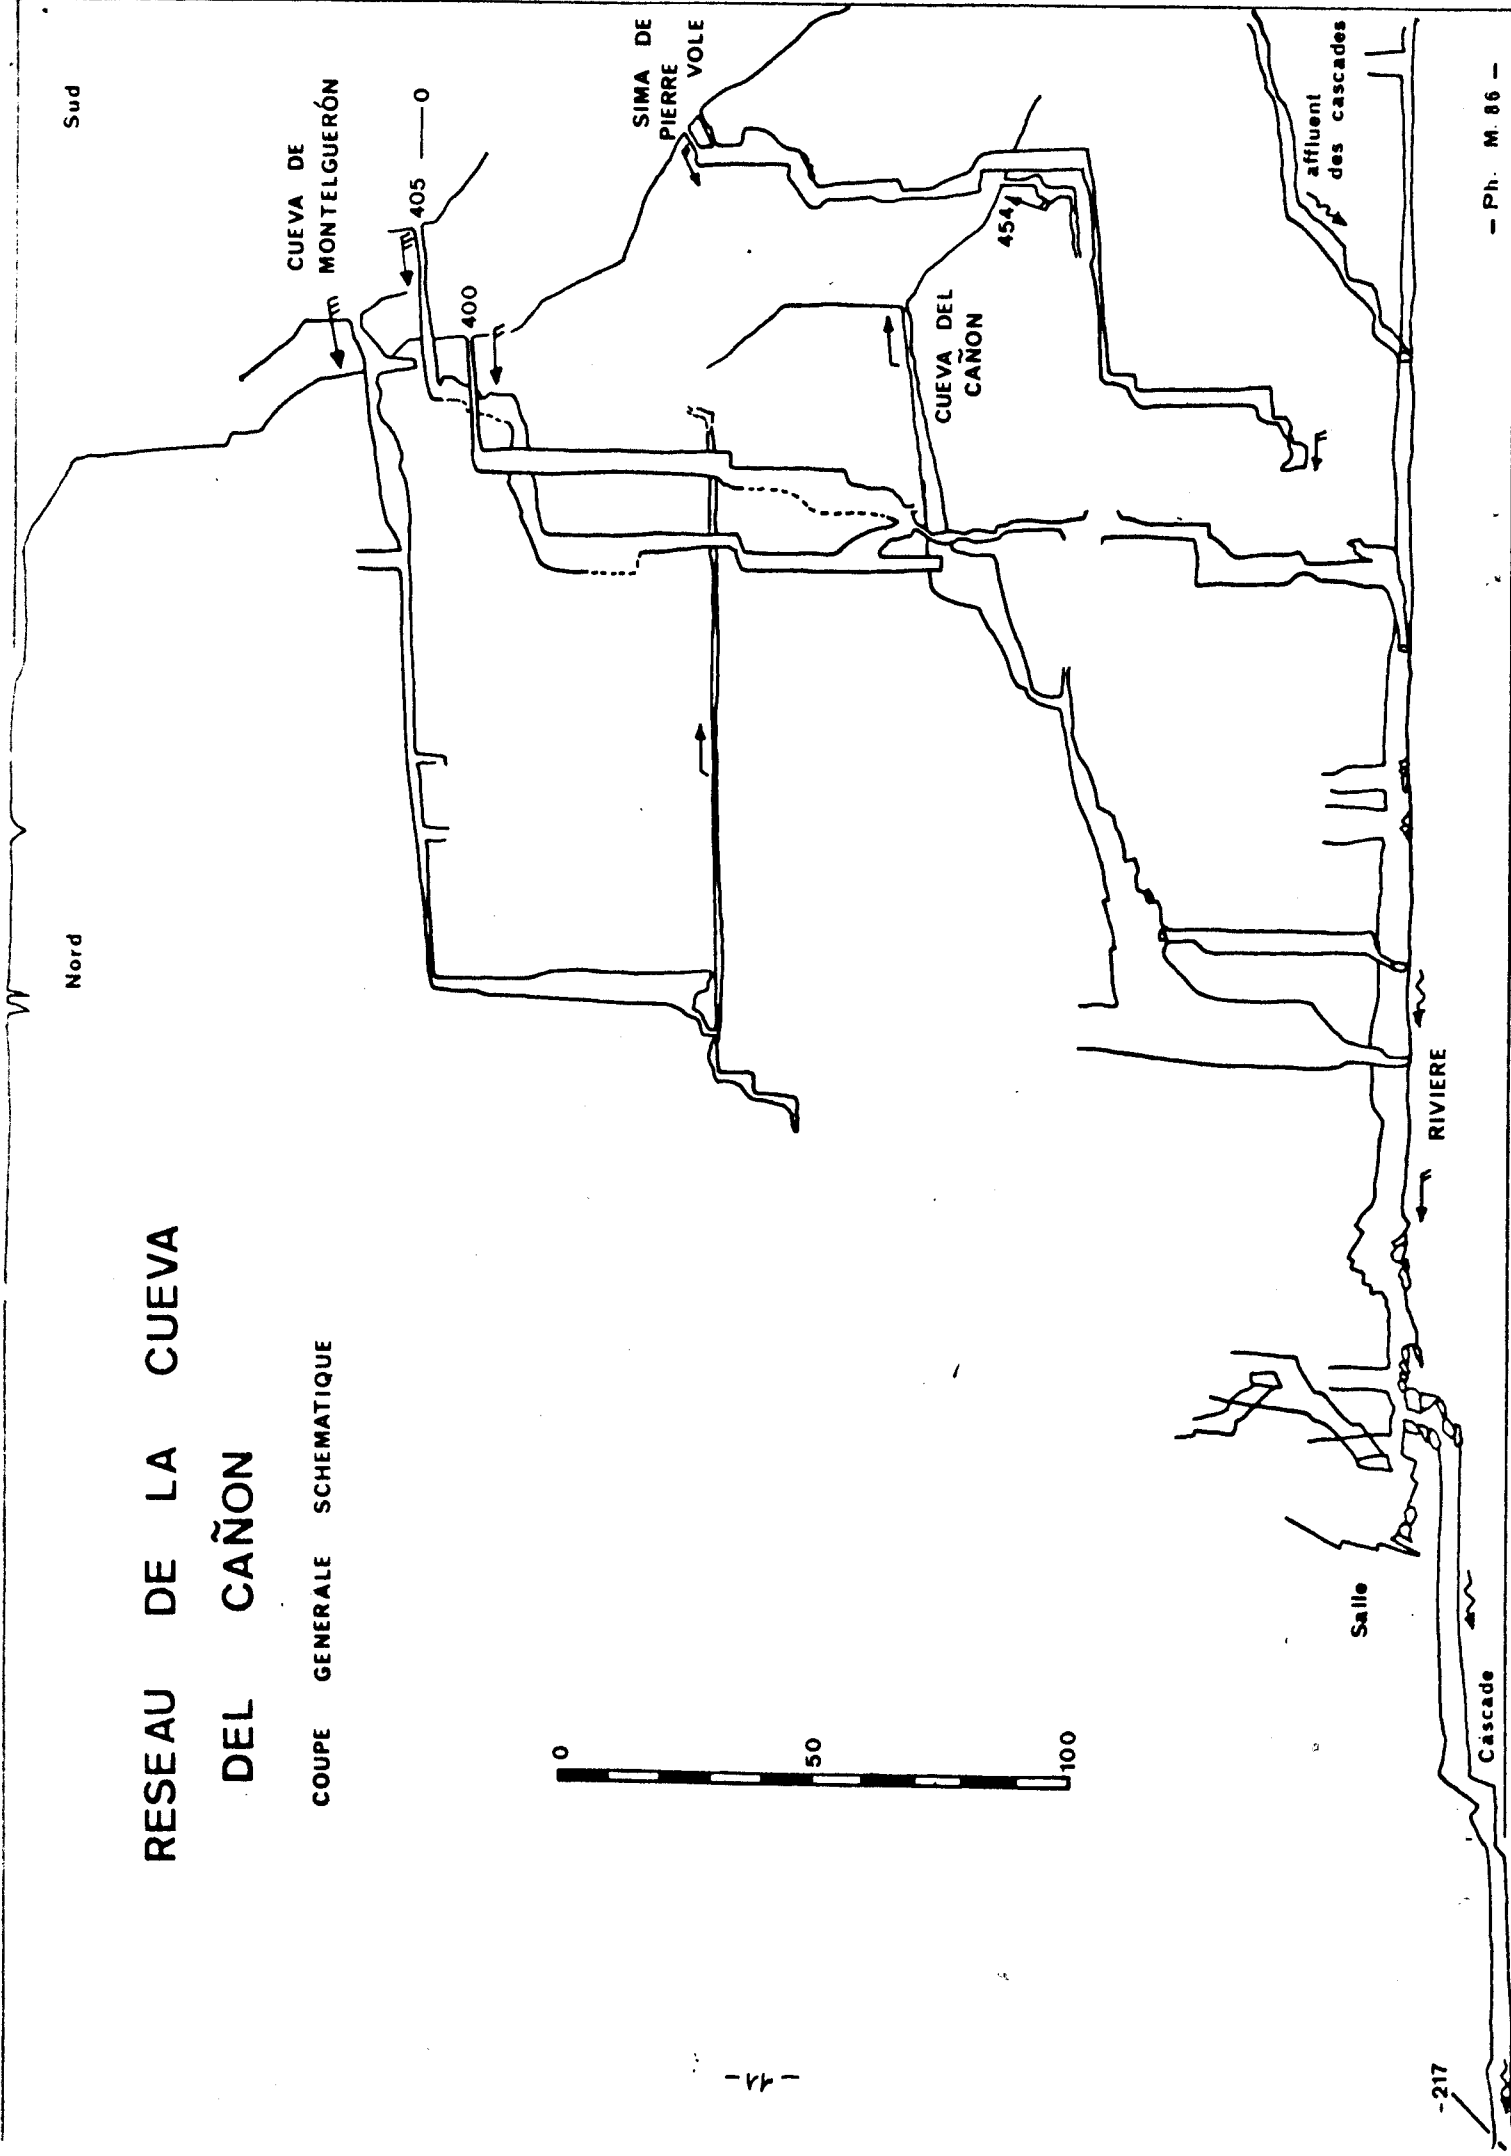 RESEAU DE LA CUEVA
DEL CAÑON
COUPE GENERALE SCHEMATIQUE
Nord
Sud
CUEVA DE
MONTELGUERÓN
405
0
400
SIMA DE
PIERRE VOLE
454
CUEVA DEL
CAÑON
affluent
des cascades
RIVIERE
Salle
Cascade
-217
0
50
100
- Ph. M. 86 -
-11-